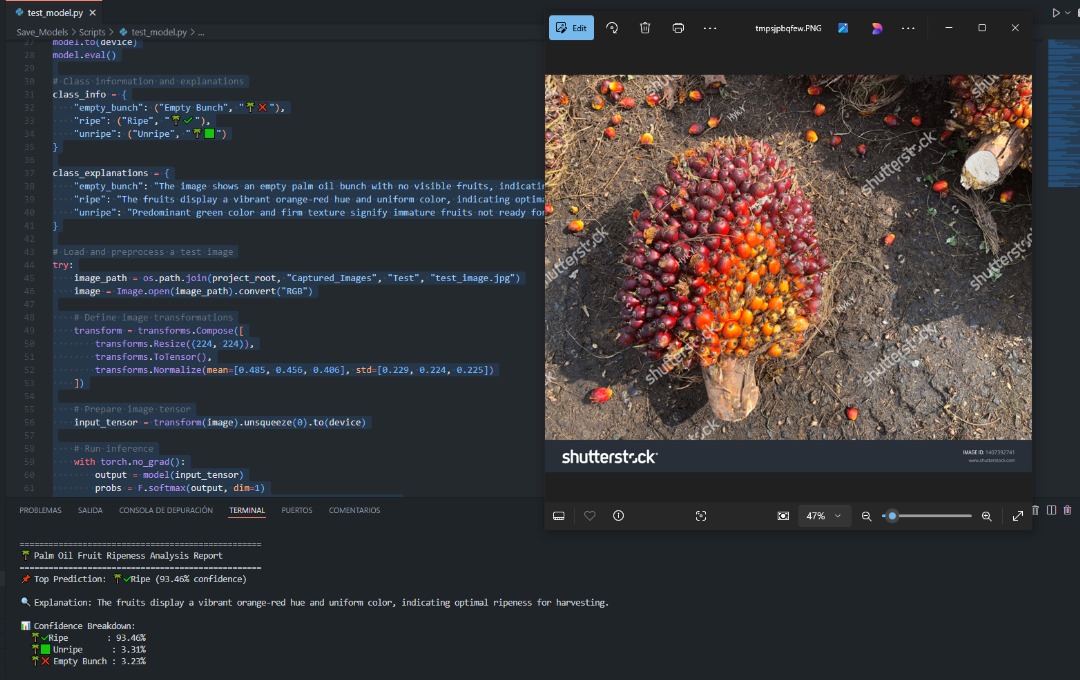 test_model.py
Save_Models > Scripts > test_model.py > ...
27 model.to(device)
28 model.eval()
29
30 # Class information and explanations
31 class_info = {
32 "empty_bunch": ("Empty Bunch", "🌴❌"),
33 "ripe": ("Ripe", "🌴✅"),
34 "unripe": ("Unripe", "🌴🟩")
35 }
36
37 class_explanations = {
38 "empty_bunch": "The image shows an empty palm oil bunch with no visible fruits, indicatin
39 "ripe": "The fruits display a vibrant orange-red hue and uniform color, indicating optima
40 "unripe": "Predominant green color and firm texture signify immature fruits not ready for
41 }
42
43 # Load and preprocess a test image
44 try:
45 image_path = os.path.join(project_root, "Captured_Images", "Test", "test_image.jpg")
46 image = Image.open(image_path).convert("RGB")
47
48 # Define image transformations
49 transform = transforms.Compose([
50 transforms.Resize((224, 224)),
51 transforms.ToTensor(),
52 transforms.Normalize(mean=[0.485, 0.456, 0.406], std=[0.229, 0.224, 0.225])
53 ])
54
55 # Prepare image tensor
56 input_tensor = transform(image).unsqueeze(0).to(device)
57
58 # Run inference
59 with torch.no_grad():
60 output = model(input_tensor)
61 probs = F.softmax(output, dim=1)
Edit
tmpsjpbqfew.PNG
shutterstock
shutterstock
shutterstock
shutterstock
shutterstock
shutterstock
shutterstock
IMAGE ID: 1407392741
www.shutterstock.com
47%
PROBLEMAS SALIDA CONSOLA DE DEPURACIÓN TERMINAL PUERTOS COMENTARIOS
==============================================
🌴 Palm Oil Fruit Ripeness Analysis Report
==============================================
📌 Top Prediction: 🌴✅Ripe (93.46% confidence)
🔍 Explanation: The fruits display a vibrant orange-red hue and uniform color, indicating optimal ripeness for harvesting.
📊 Confidence Breakdown:
🌴✅Ripe : 93.46%
🌴🟩 Unripe : 3.31%
🌴❌ Empty Bunch : 3.23%